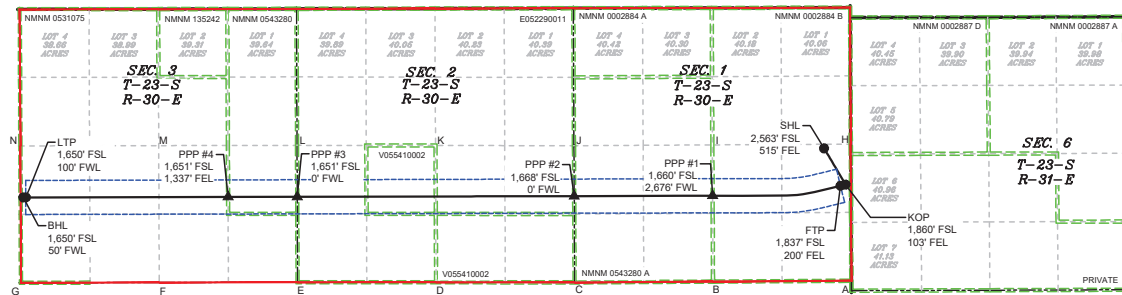 NMNM 0531075
NMNM 135242
NMNM 0543280
E052290011
NMNM 0002884 A
NMNM 0002884 B
NMNM 0002887 D
NMNM 0002887 A
LOT 4
38.66
ACRES
LOT 3
38.99
ACRES
LOT 2
39.31
ACRES
LOT 1
39.64
ACRES
LOT 4
39.89
ACRES
LOT 3
40.05
ACRES
LOT 2
40.23
ACRES
LOT 1
40.39
ACRES
LOT 4
40.42
ACRES
LOT 3
40.30
ACRES
LOT 2
40.18
ACRES
LOT 1
40.06
ACRES
LOT 4
40.45
ACRES
LOT 3
39.90
ACRES
LOT 2
39.94
ACRES
LOT 1
39.98
ACRES
SEC. 3
T-23-S
R-30-E
SEC. 2
T-23-S
R-30-E
SEC. 1
T-23-S
R-30-E
LOT 5
40.79
ACRES
SEC. 6
T-23-S
R-31-E
LOT 6
40.96
ACRES
LOT 7
41.13
ACRES
N
M
L
K
J
I
H
LTP
1,650' FSL
100' FWL
PPP #4
1,651' FSL
1,337' FEL
PPP #3
1,651' FSL
0' FWL
V055410002
PPP #2
1,668' FSL
0' FWL
PPP #1
1,660' FSL
2,676' FWL
SHL
2,563' FSL
515' FEL
BHL
1,650' FSL
50' FWL
FTP
1,837' FSL
200' FEL
KOP
1,860' FSL
103' FEL
V055410002
NMNM 0543280 A
PRIVATE
G
F
E
D
C
B
A